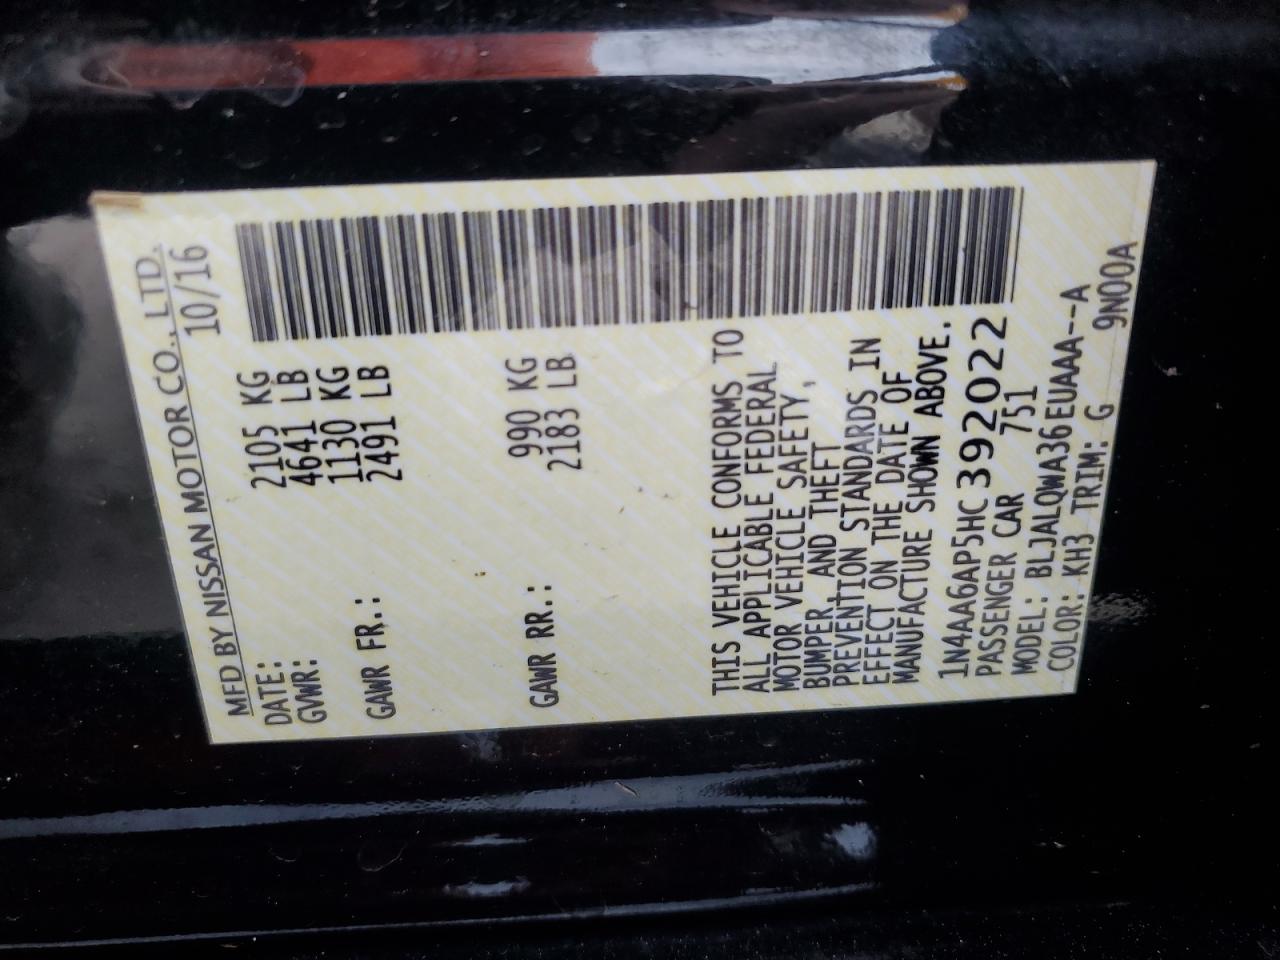 MFD BY NISSAN MOTOR CO., LTD.
DATE: 10/16
GVWR: 2105 KG
4641 LB
GAWR FR.: 1130 KG
2491 LB
GAWR RR.: 990 KG
2183 LB
THIS VEHICLE CONFORMS TO
ALL APPLICABLE FEDERAL
MOTOR VEHICLE SAFETY,
BUMPER, AND THEFT
PREVENTION STANDARDS IN
EFFECT ON THE DATE OF
MANUFACTURE SHOWN ABOVE.
1N4AA6AP5HC392022
PASSENGER CAR 751
MODEL: BLJALQWA36EUAAA--A
COLOR: KH3 TRIM: G 9N00A